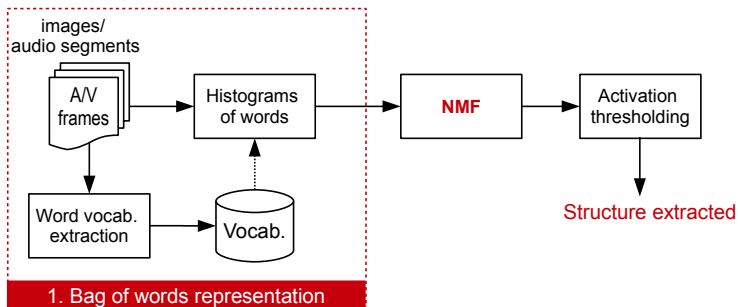 images/
audio segments
A/V
frames
Histograms
of words
NMF
Activation
thresholding
Word vocab.
extraction
Vocab.
Structure extracted
1. Bag of words representation